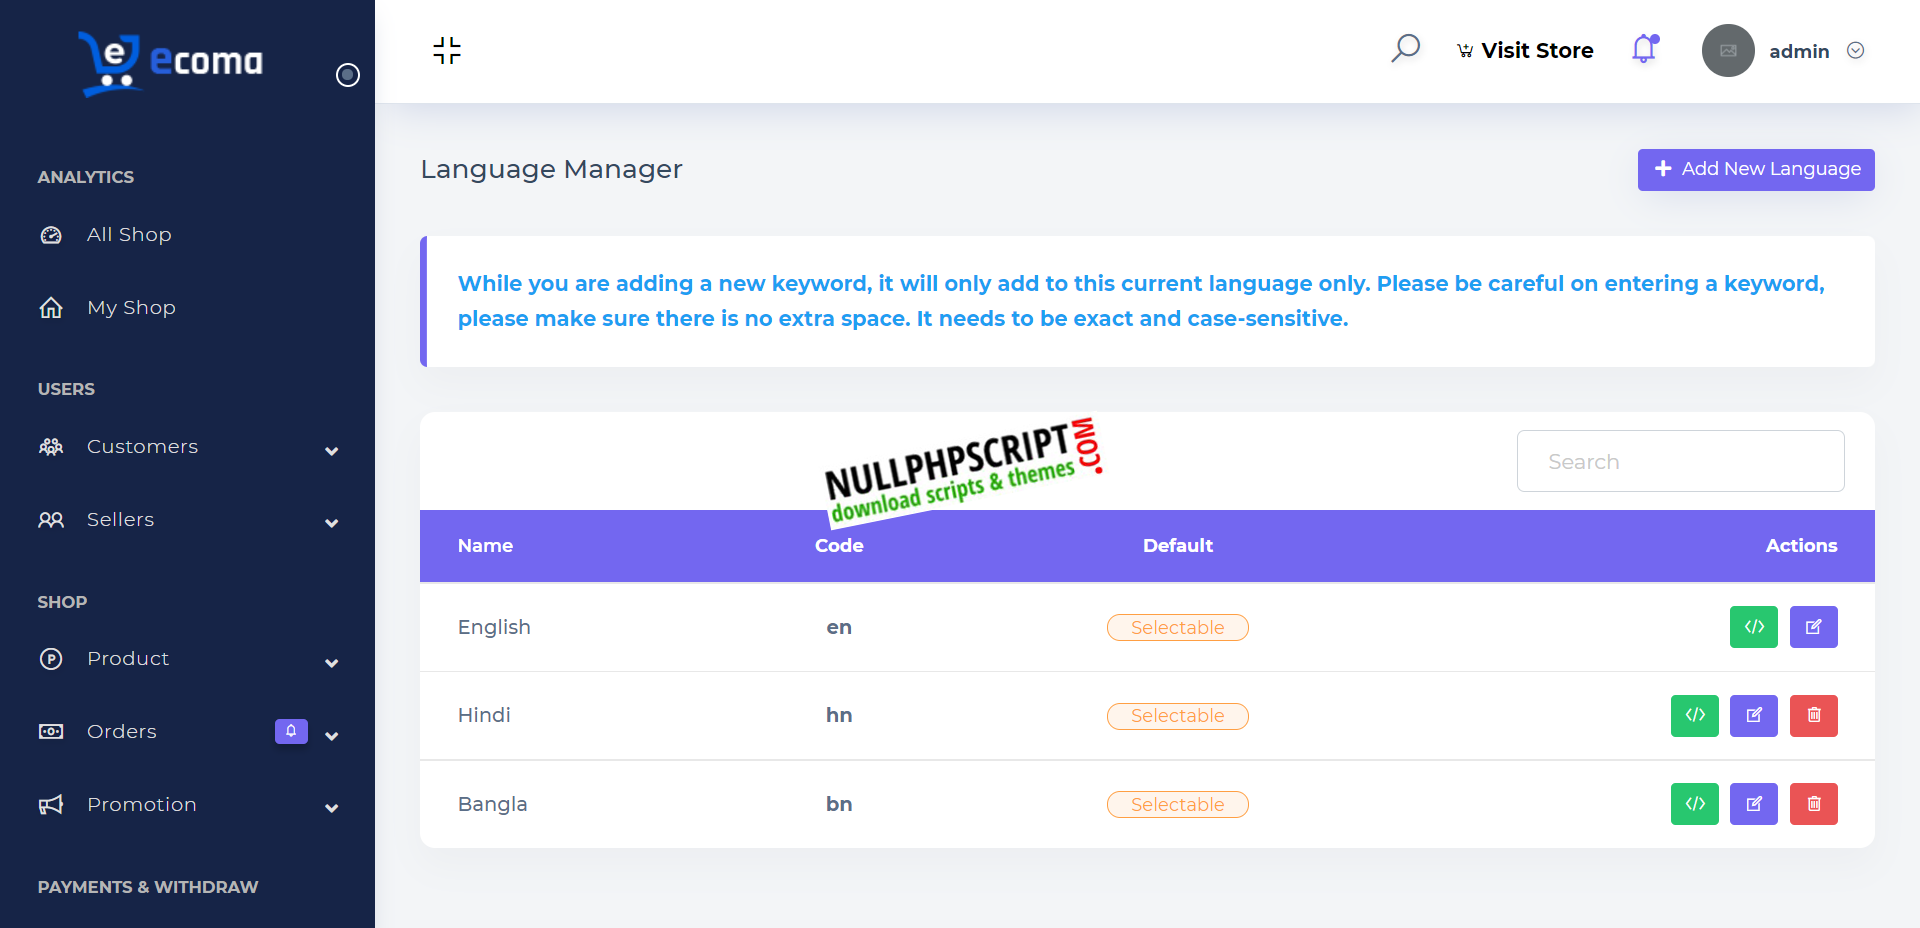 ecoma
ANALYTICS
All Shop
My Shop
USERS
Customers
Sellers
SHOP
Product
Orders
Promotion
PAYMENTS & WITHDRAW
Visit Store
admin
Language Manager
Add New Language
While you are adding a new keyword, it will only add to this current language only. Please be careful on entering a keyword,
please make sure there is no extra space. It needs to be exact and case-sensitive.
NULLPHPSCRIPT.COM
download scripts & themes
Search
Name Code Default Actions
English en Selectable
Hindi hn Selectable
Bangla bn Selectable